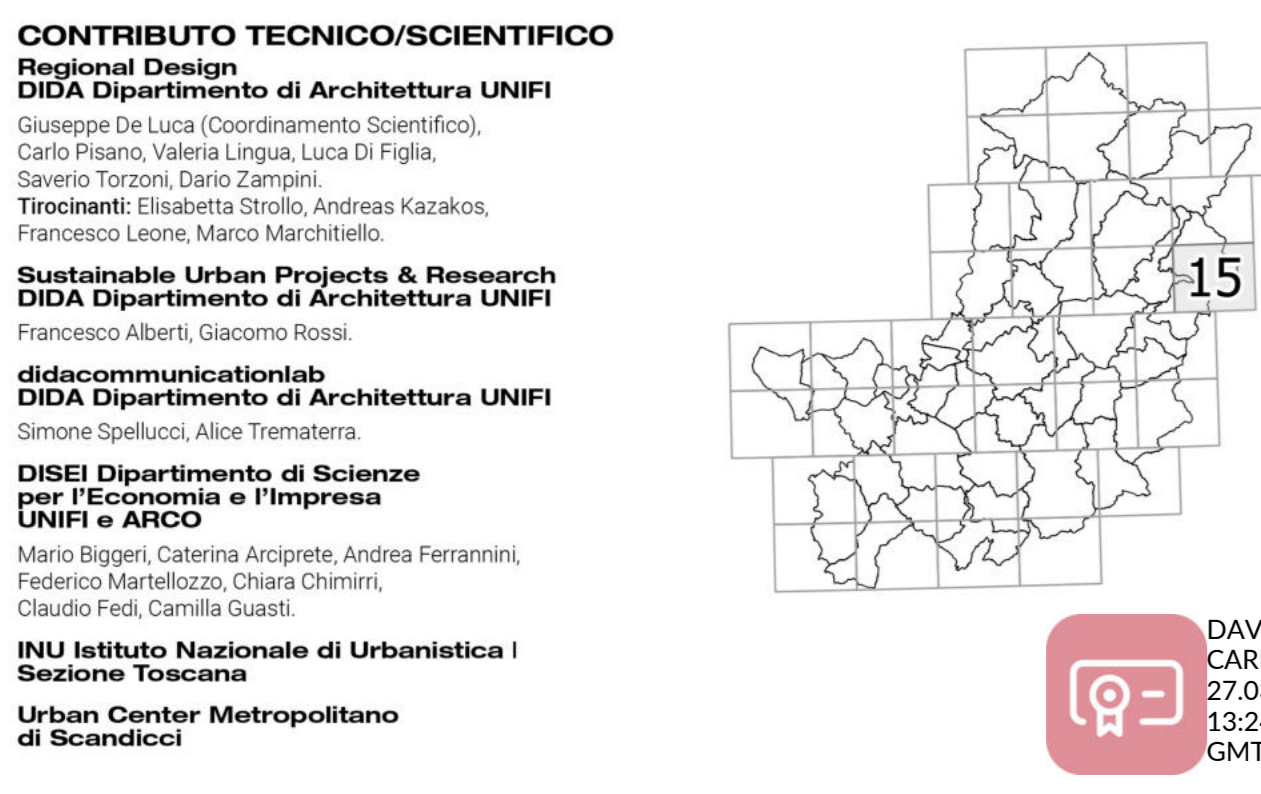 CONTRIBUTO TECNICO/SCIENTIFICO
Regional Design
DIDA Dipartimento di Architettura UNIFI
Giuseppe De Luca (Coordinamento Scientifico),
Carlo Pisano, Valeria Lingua, Luca Di Figlia,
Saverio Torzoni, Dario Zampini.
Tirocinanti: Elisabetta Strollo, Andreas Kazakos,
Francesco Leone, Marco Marchitiello.
Sustainable Urban Projects & Research
DIDA Dipartimento di Architettura UNIFI
Francesco Alberti, Giacomo Rossi.
didacommunicationlab
DIDA Dipartimento di Architettura UNIFI
Simone Spellucci, Alice Trematerra.
DISEI Dipartimento di Scienze
per l'Economia e l'Impresa
UNIFI e ARCO
Mario Biggeri, Caterina Arciprete, Andrea Ferrannini,
Federico Martellozzo, Chiara Chimirri,
Claudio Fedi, Camilla Guasti.
INU Istituto Nazionale di Urbanistica |
Sezione Toscana
Urban Center Metropolitano
di Scandicci
15
GMT